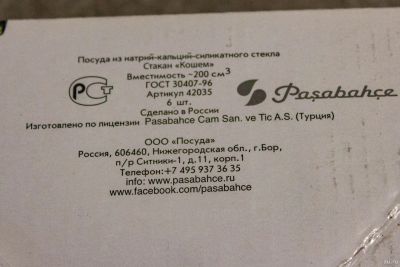 Посуда из натрий-кальций-силикатного стекла
Стакан «Кошем»
Вместимость ~200 см³
ГОСТ 30407-96
Артикул 42035
6 шт.
Сделано в России
РСТ
Paşabahçe
Изготовлено по лицензии Pasabahce Cam San. ve Tic A.S. (Турция)
ООО «Посуда»
Россия, 606460, Нижегородская обл., г.Бор,
п/р Ситники-1, д.11, корп.1
Телефон:+7 495 937 36 35
info: www.pasabahce.ru
www.facebook.com/pasabahce